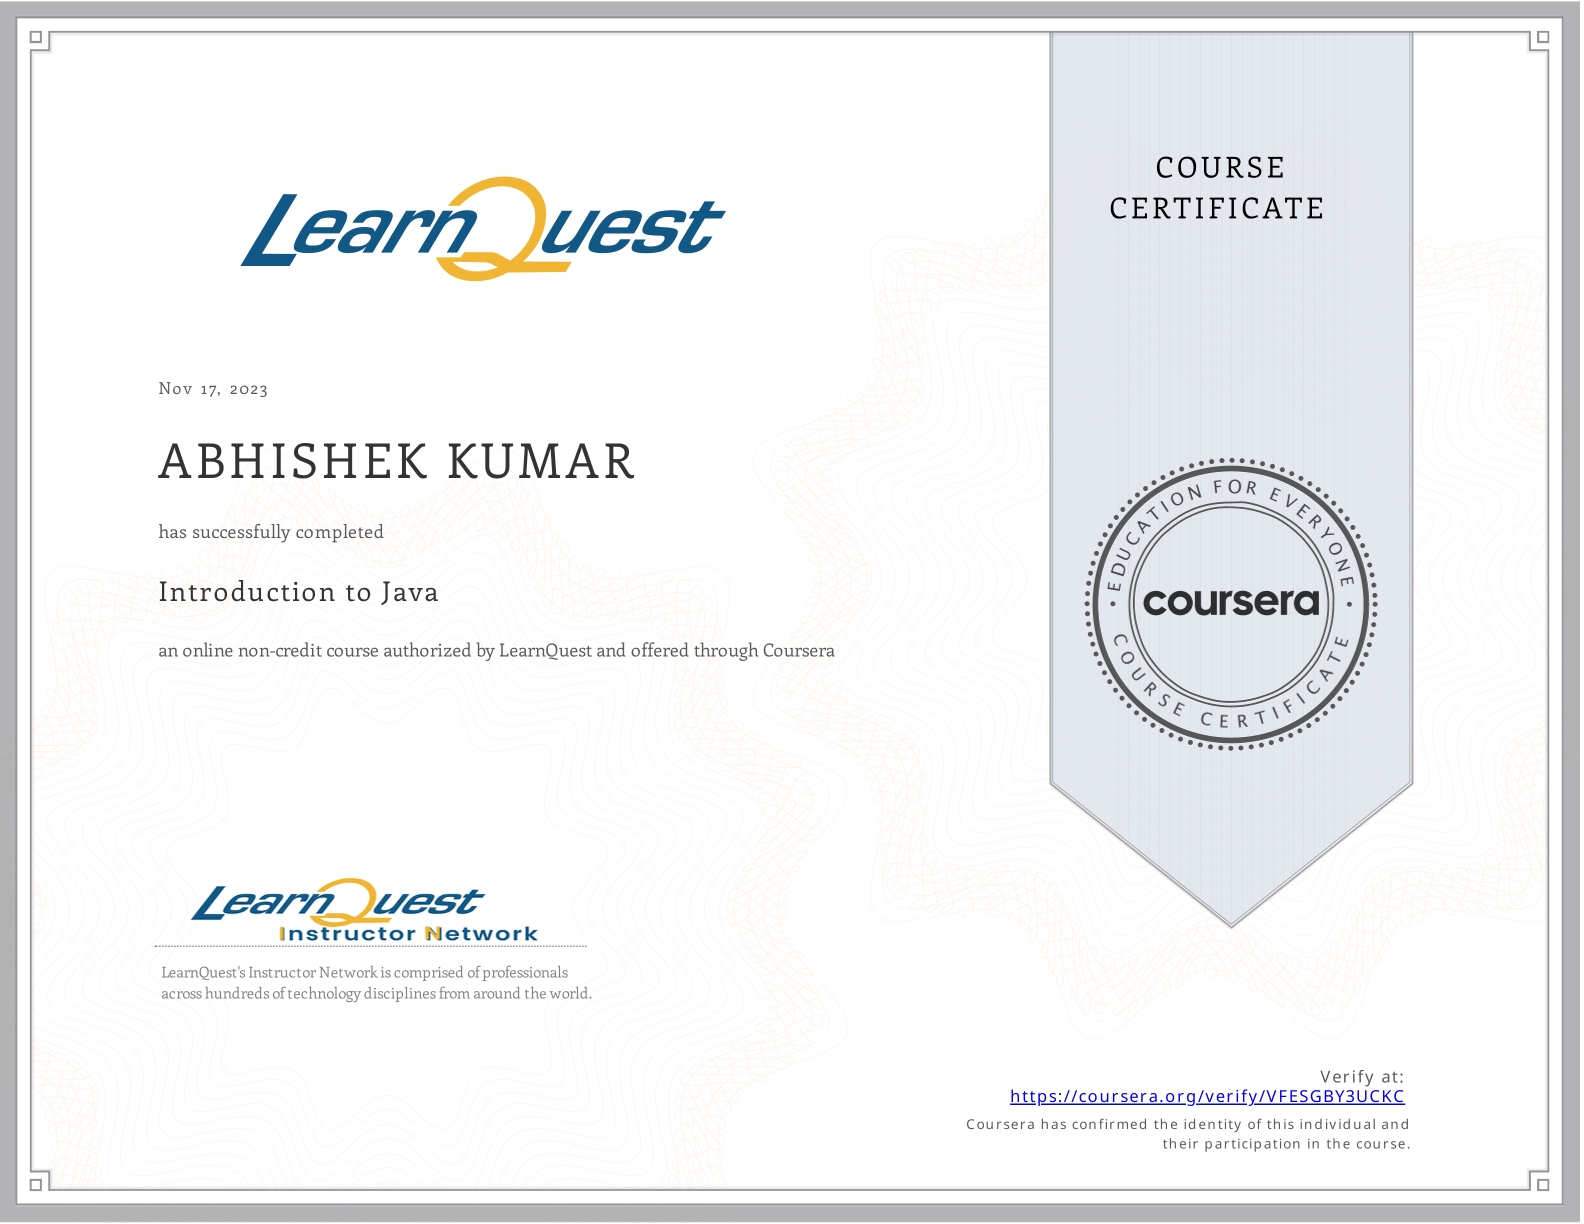 LearnQuest
COURSE
CERTIFICATE
Nov 17, 2023
ABHISHEK KUMAR
has successfully completed
Introduction to Java
an online non-credit course authorized by LearnQuest and offered through Coursera
• EDUCATION FOR EVERYONE •
coursera
COURSE CERTIFICATE
LearnQuest
Instructor Network
LearnQuest's Instructor Network is comprised of professionals
across hundreds of technology disciplines from around the world.
Verify at:
https://coursera.org/verify/VFESGBY3UCKC
Coursera has confirmed the identity of this individual and
their participation in the course.